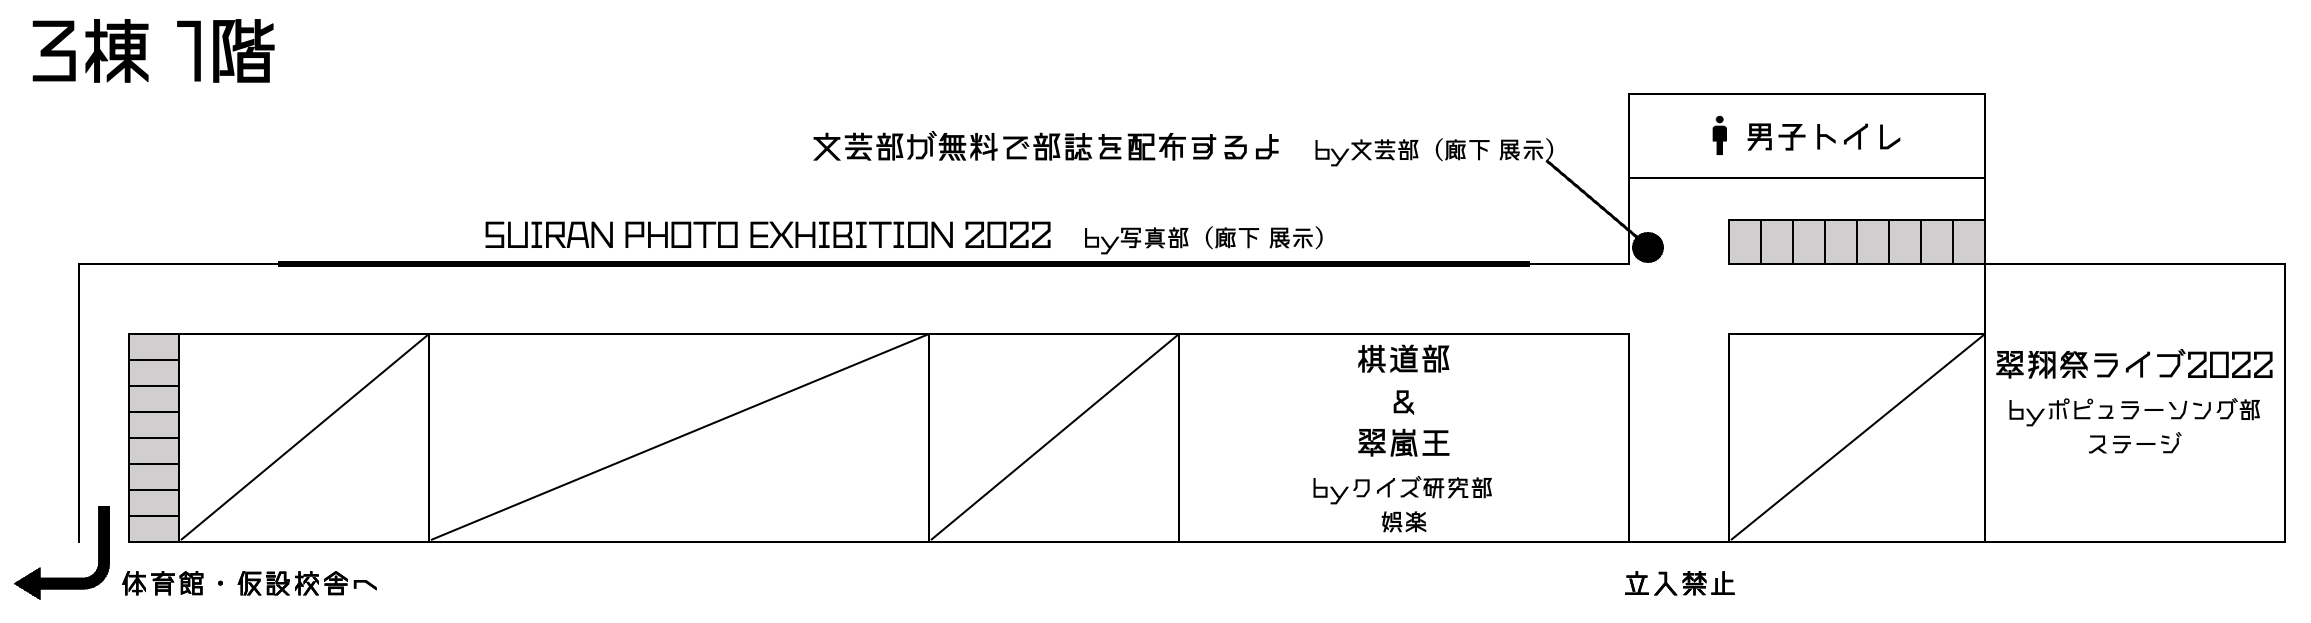 3棟 1階
文芸部が無料で部誌を配布するよ by文芸部（廊下 展示）
男子トイレ
SUIRAN PHOTO EXHIBITION 2022 by写真部（廊下 展示）
棋道部
&
翠嵐王
byクイズ研究部
娯楽
翠翔祭ライブ2022
byポピュラーソング部
ステージ
体育館・仮設校舎へ
立入禁止